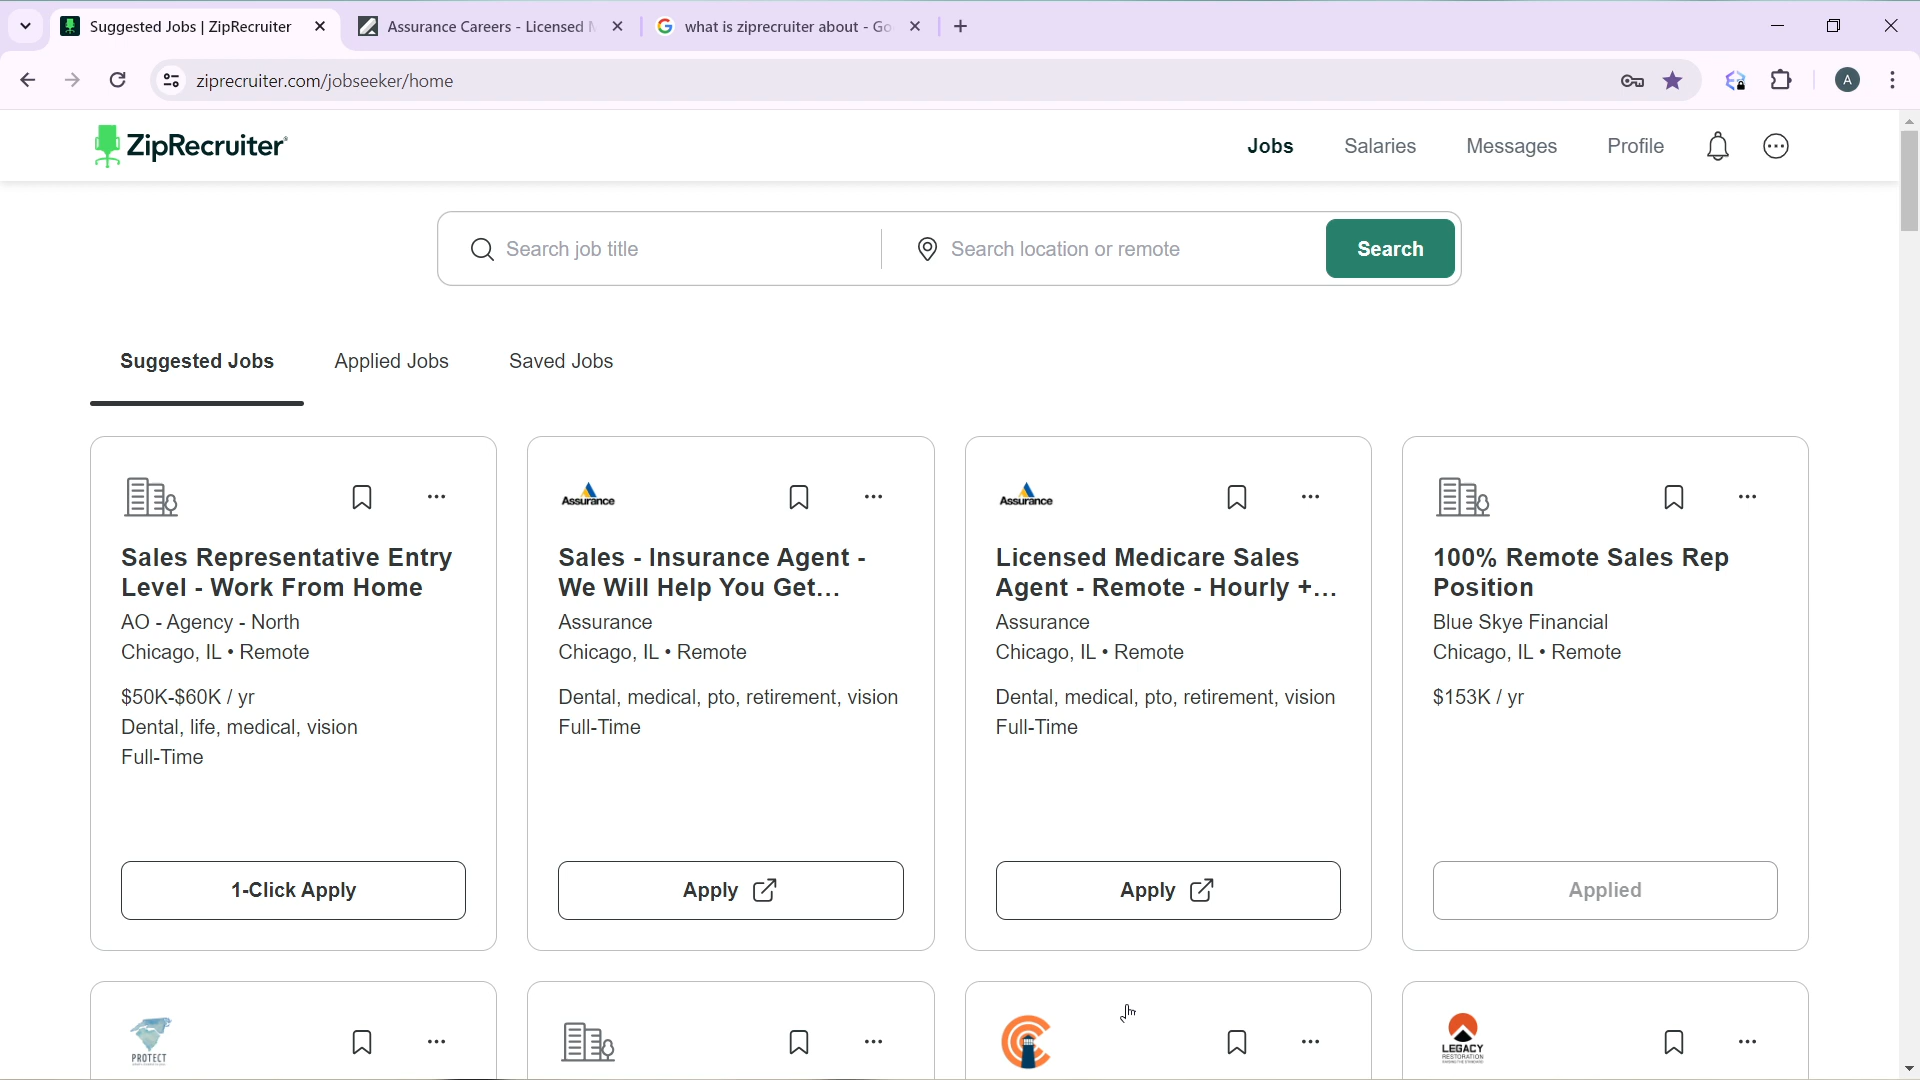 Suggested Jobs | ZipRecruiter
Assurance Careers - Licensed
what is ziprecruiter about - Go
ziprecruiter.com/jobseeker/home
A
ZipRecruiter
Jobs
Salaries
Messages
Profile
Search job title
Search location or remote
Search
Suggested Jobs
Applied Jobs
Saved Jobs
Sales Representative Entry
Level - Work From Home
AO - Agency - North
Chicago, IL • Remote
$50K-$60K / yr
Dental, life, medical, vision
Full-Time
1-Click Apply
Assurance
Sales - Insurance Agent -
We Will Help You Get...
Assurance
Chicago, IL • Remote
Dental, medical, pto, retirement, vision
Full-Time
Apply
Assurance
Licensed Medicare Sales
Agent - Remote - Hourly +...
Assurance
Chicago, IL • Remote
Dental, medical, pto, retirement, vision
Full-Time
Apply
100% Remote Sales Rep
Position
Blue Skye Financial
Chicago, IL • Remote
$153K / yr
Applied
PROTECT
LEGACY
RESTORATION